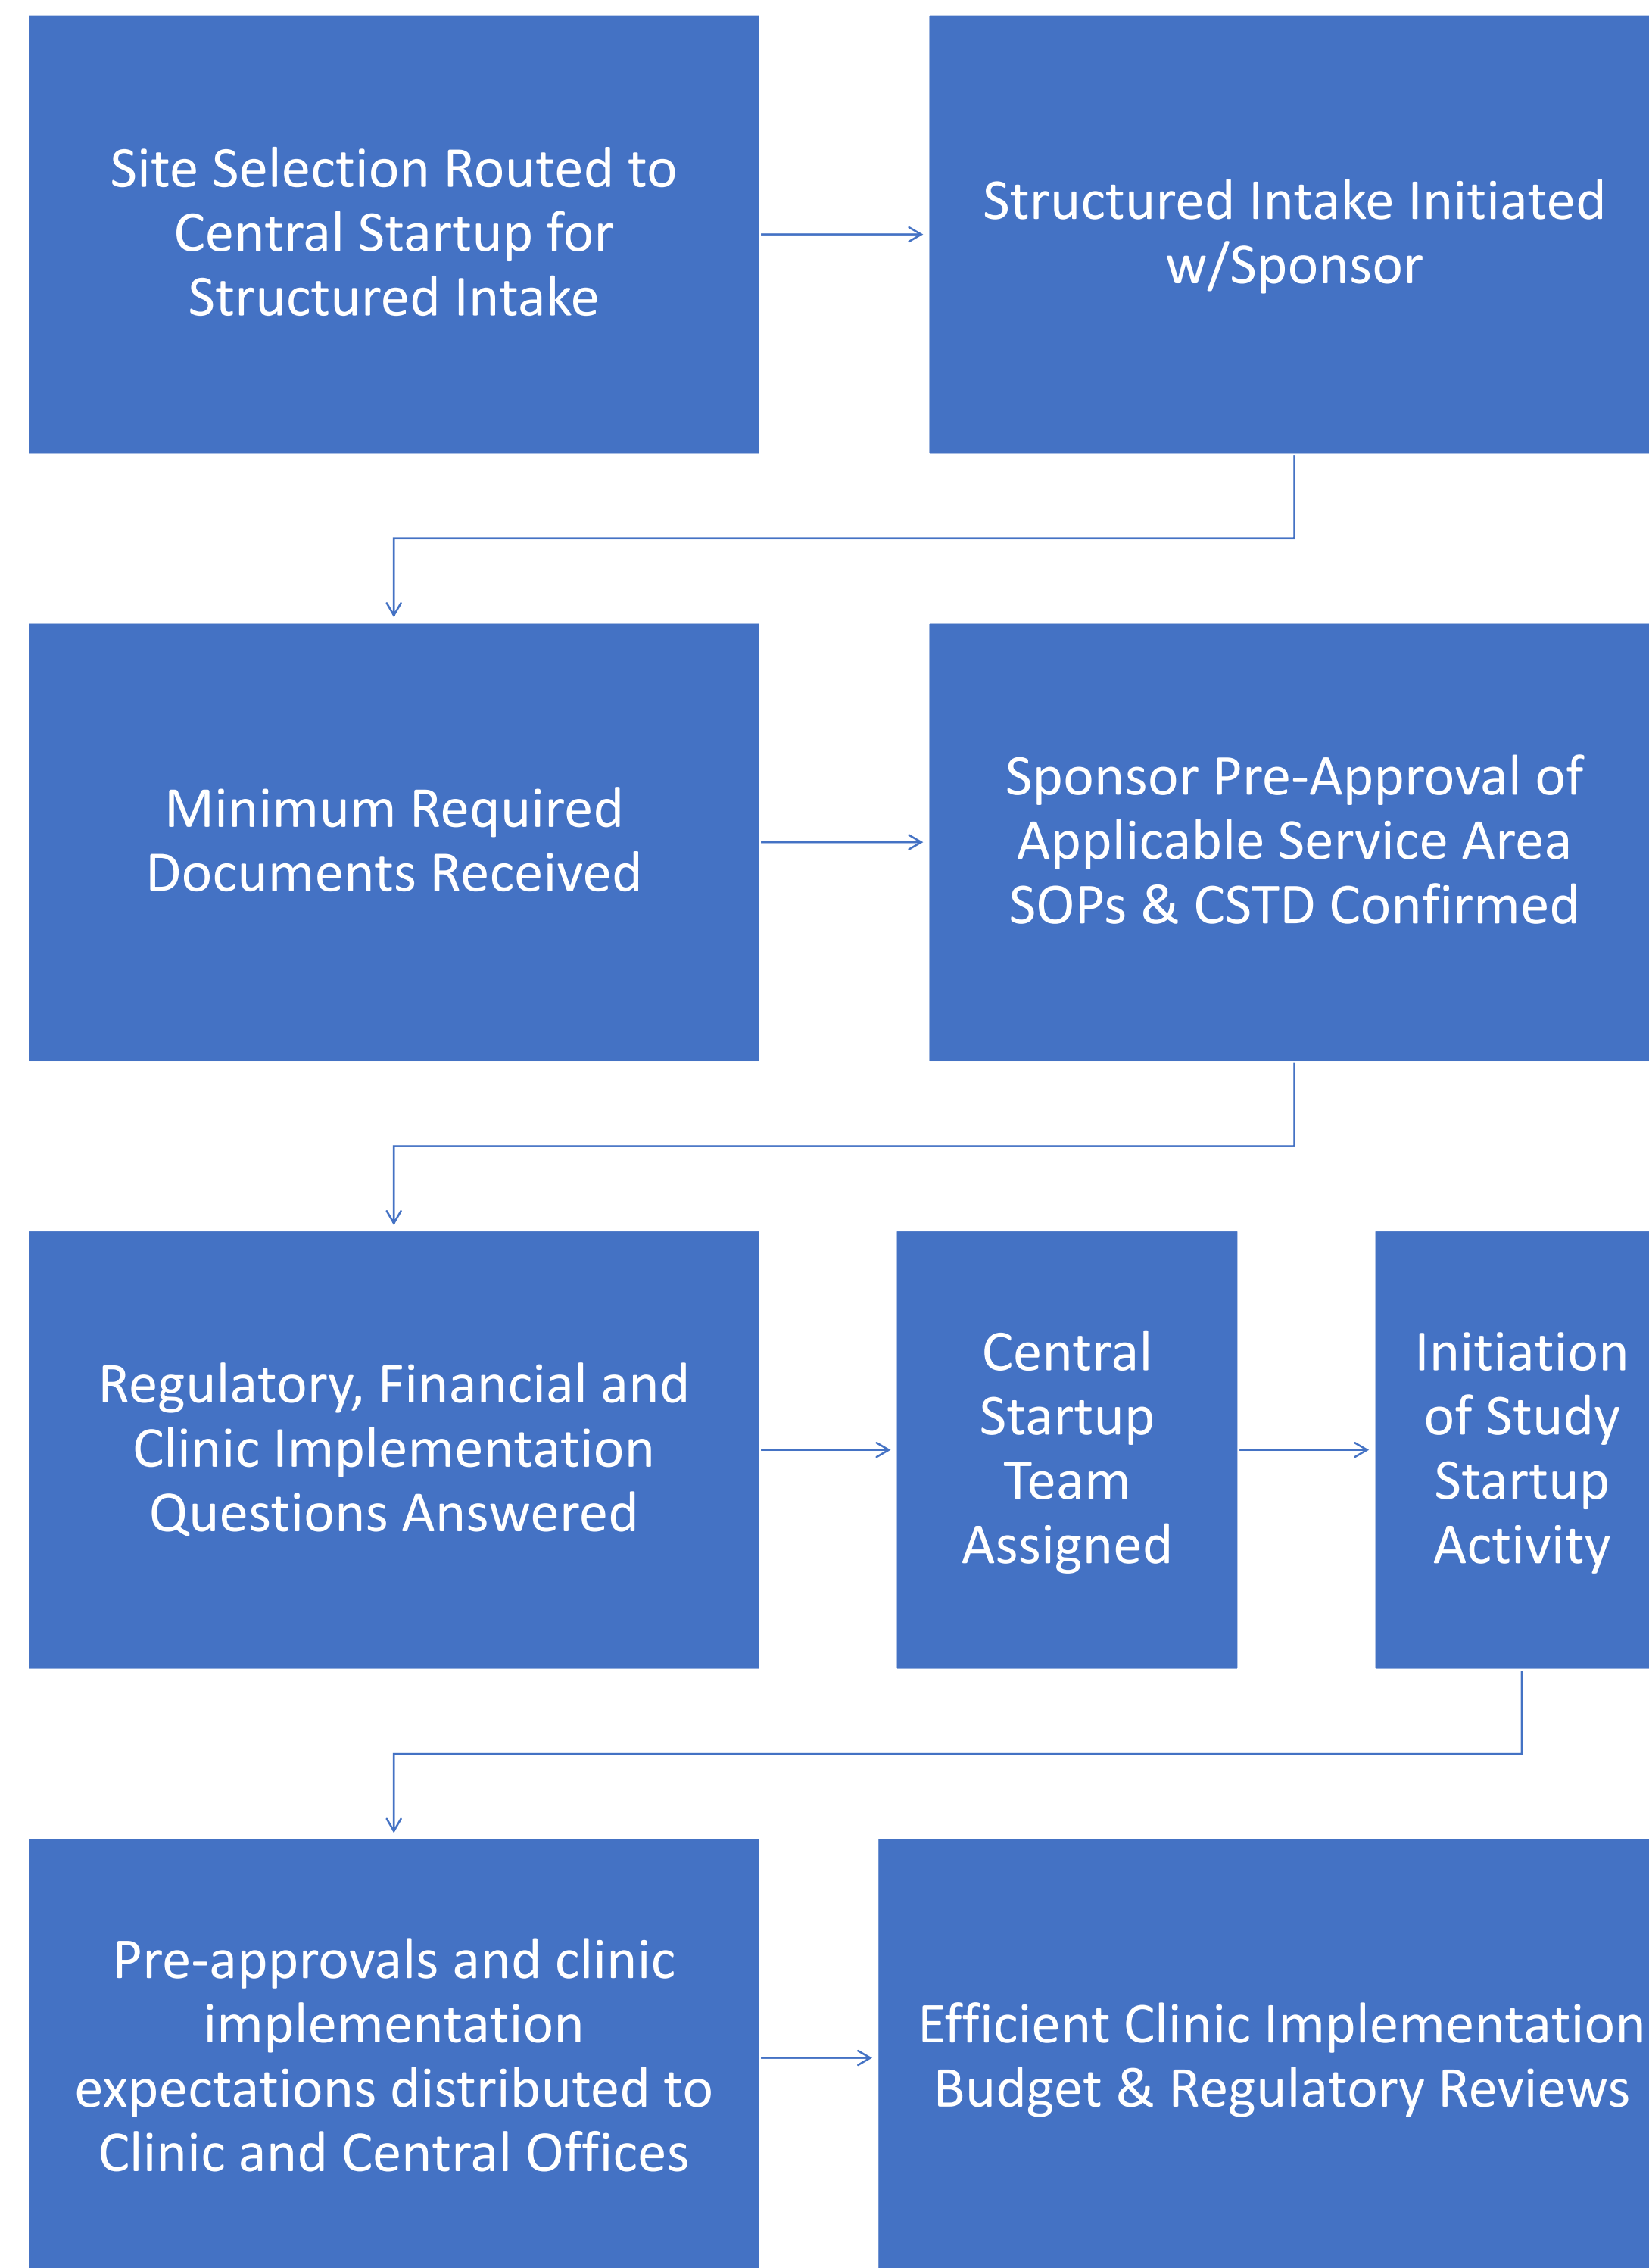 Site Selection Routed to
Central Startup for
Structured Intake
Structured Intake Initiated
w/Sponsor
Minimum Required
Documents Received
Sponsor Pre-Approval of
Applicable Service Area
SOPs & CSTD Confirmed
Regulatory, Financial and
Clinic Implementation
Questions Answered
Central
Startup
Team
Assigned
Initiation
of Study
Startup
Activity
Pre-approvals and clinic
implementation
expectations distributed to
Clinic and Central Offices
Efficient Clinic Implementation
Budget & Regulatory Reviews